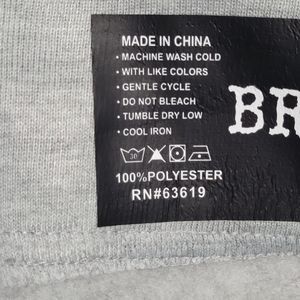 MADE IN CHINA
• MACHINE WASH COLD
• WITH LIKE COLORS
• GENTLE CYCLE
• DO NOT BLEACH
• TUMBLE DRY LOW
• COOL IRON
BR
30
100%POLYESTER
RN#63619